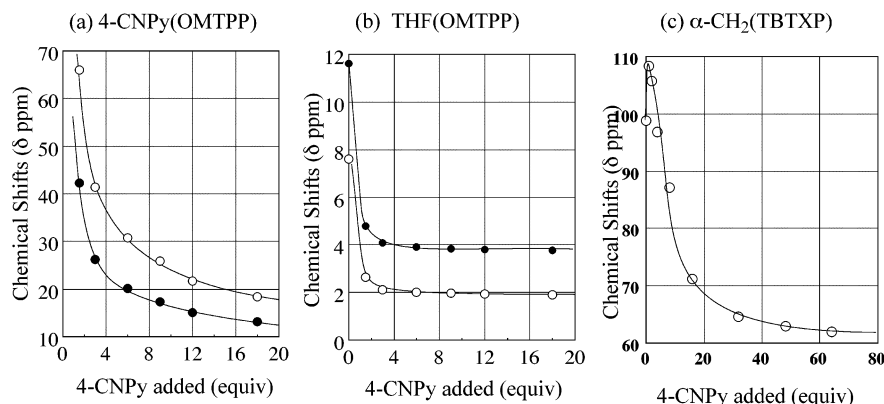 (a) 4-CNPy(OMTPP)
70
60
50
40
30
20
10
0 4 8 12 16 20
Chemical Shifts (δ ppm)
4-CNPy added (equiv)
(b) THF(OMTPP)
12
10
8
6
4
2
0
0 4 8 12 16 20
Chemical Shifts (δ ppm)
4-CNPy added (equiv)
(c) α-CH₂(TBTXP)
110
100
90
80
70
60
0 20 40 60 80
Chemical Shifts (δ ppm)
4-CNPy added (equiv)